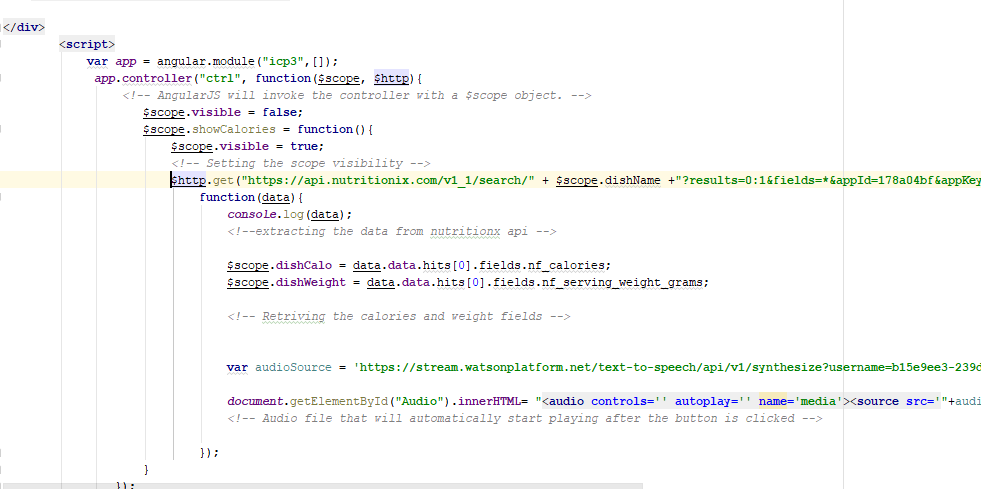 </div>
<script>
var app = angular.module("icp3",[]);
app.controller("ctrl", function($scope, $http){
<!-- AngularJS will invoke the controller with a $scope object. -->
$scope.visible = false;
$scope.showCalories = function(){
$scope.visible = true;
<!-- Setting the scope visibility -->
$http.get("https://api.nutritionix.com/v1_1/search/" + $scope.dishName +"?results=0:1&fields=*&appId=178a04bf&appKey
function(data){
console.log(data);
<!--extracting the data from nutritionx api -->
$scope.dishCalo = data.data.hits[0].fields.nf_calories;
$scope.dishWeight = data.data.hits[0].fields.nf_serving_weight_grams;
<!-- Retriving the calories and weight fields -->
var audioSource = 'https://stream.watsonplatform.net/text-to-speech/api/v1/synthesize?username=b15e9ee3-239d
document.getElementById("Audio").innerHTML= "<audio controls='' autoplay='' name='media'><source src='"+audi
<!-- Audio file that will automatically start playing after the button is clicked -->
});
}
});